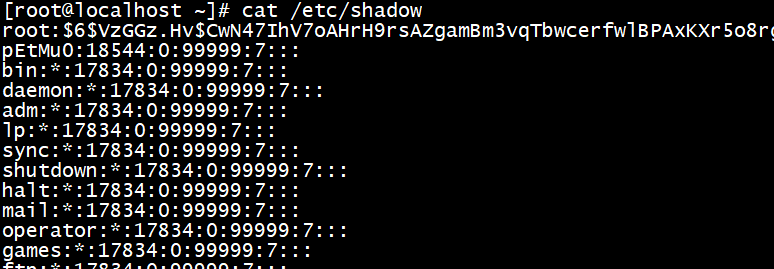 [root@localhost ~]# cat /etc/shadow
root:$6$VzGGz.Hv$CwN47IhV7oAHrH9rsAZgamBm3vqTbwcerfwlBPAxKXr5o8r
pEtMu0:18544:0:99999:7:::
bin:*:17834:0:99999:7:::
daemon:*:17834:0:99999:7:::
adm:*:17834:0:99999:7:::
lp:*:17834:0:99999:7:::
sync:*:17834:0:99999:7:::
shutdown:*:17834:0:99999:7:::
halt:*:17834:0:99999:7:::
mail:*:17834:0:99999:7:::
operator:*:17834:0:99999:7:::
games:*:17834:0:99999:7:::